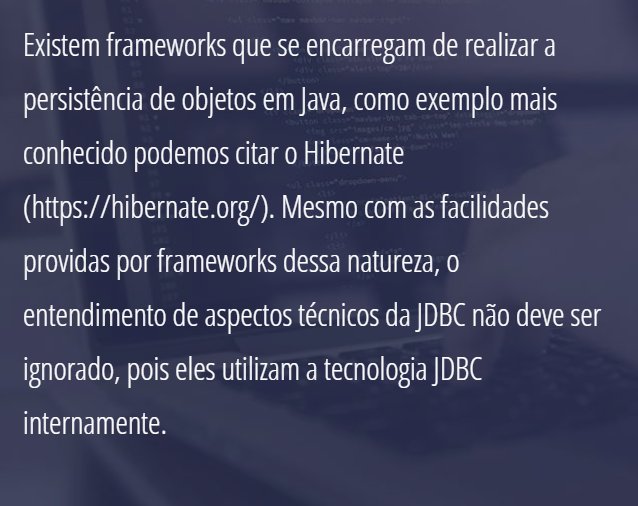 Existem frameworks que se encarregam de realizar a
persistência de objetos em Java, como exemplo mais
conhecido podemos citar o Hibernate
(https://hibernate.org/). Mesmo com as facilidades
providas por frameworks dessa natureza, o
entendimento de aspectos técnicos da JDBC não deve ser
ignorado, pois eles utilizam a tecnologia JDBC
internamente.